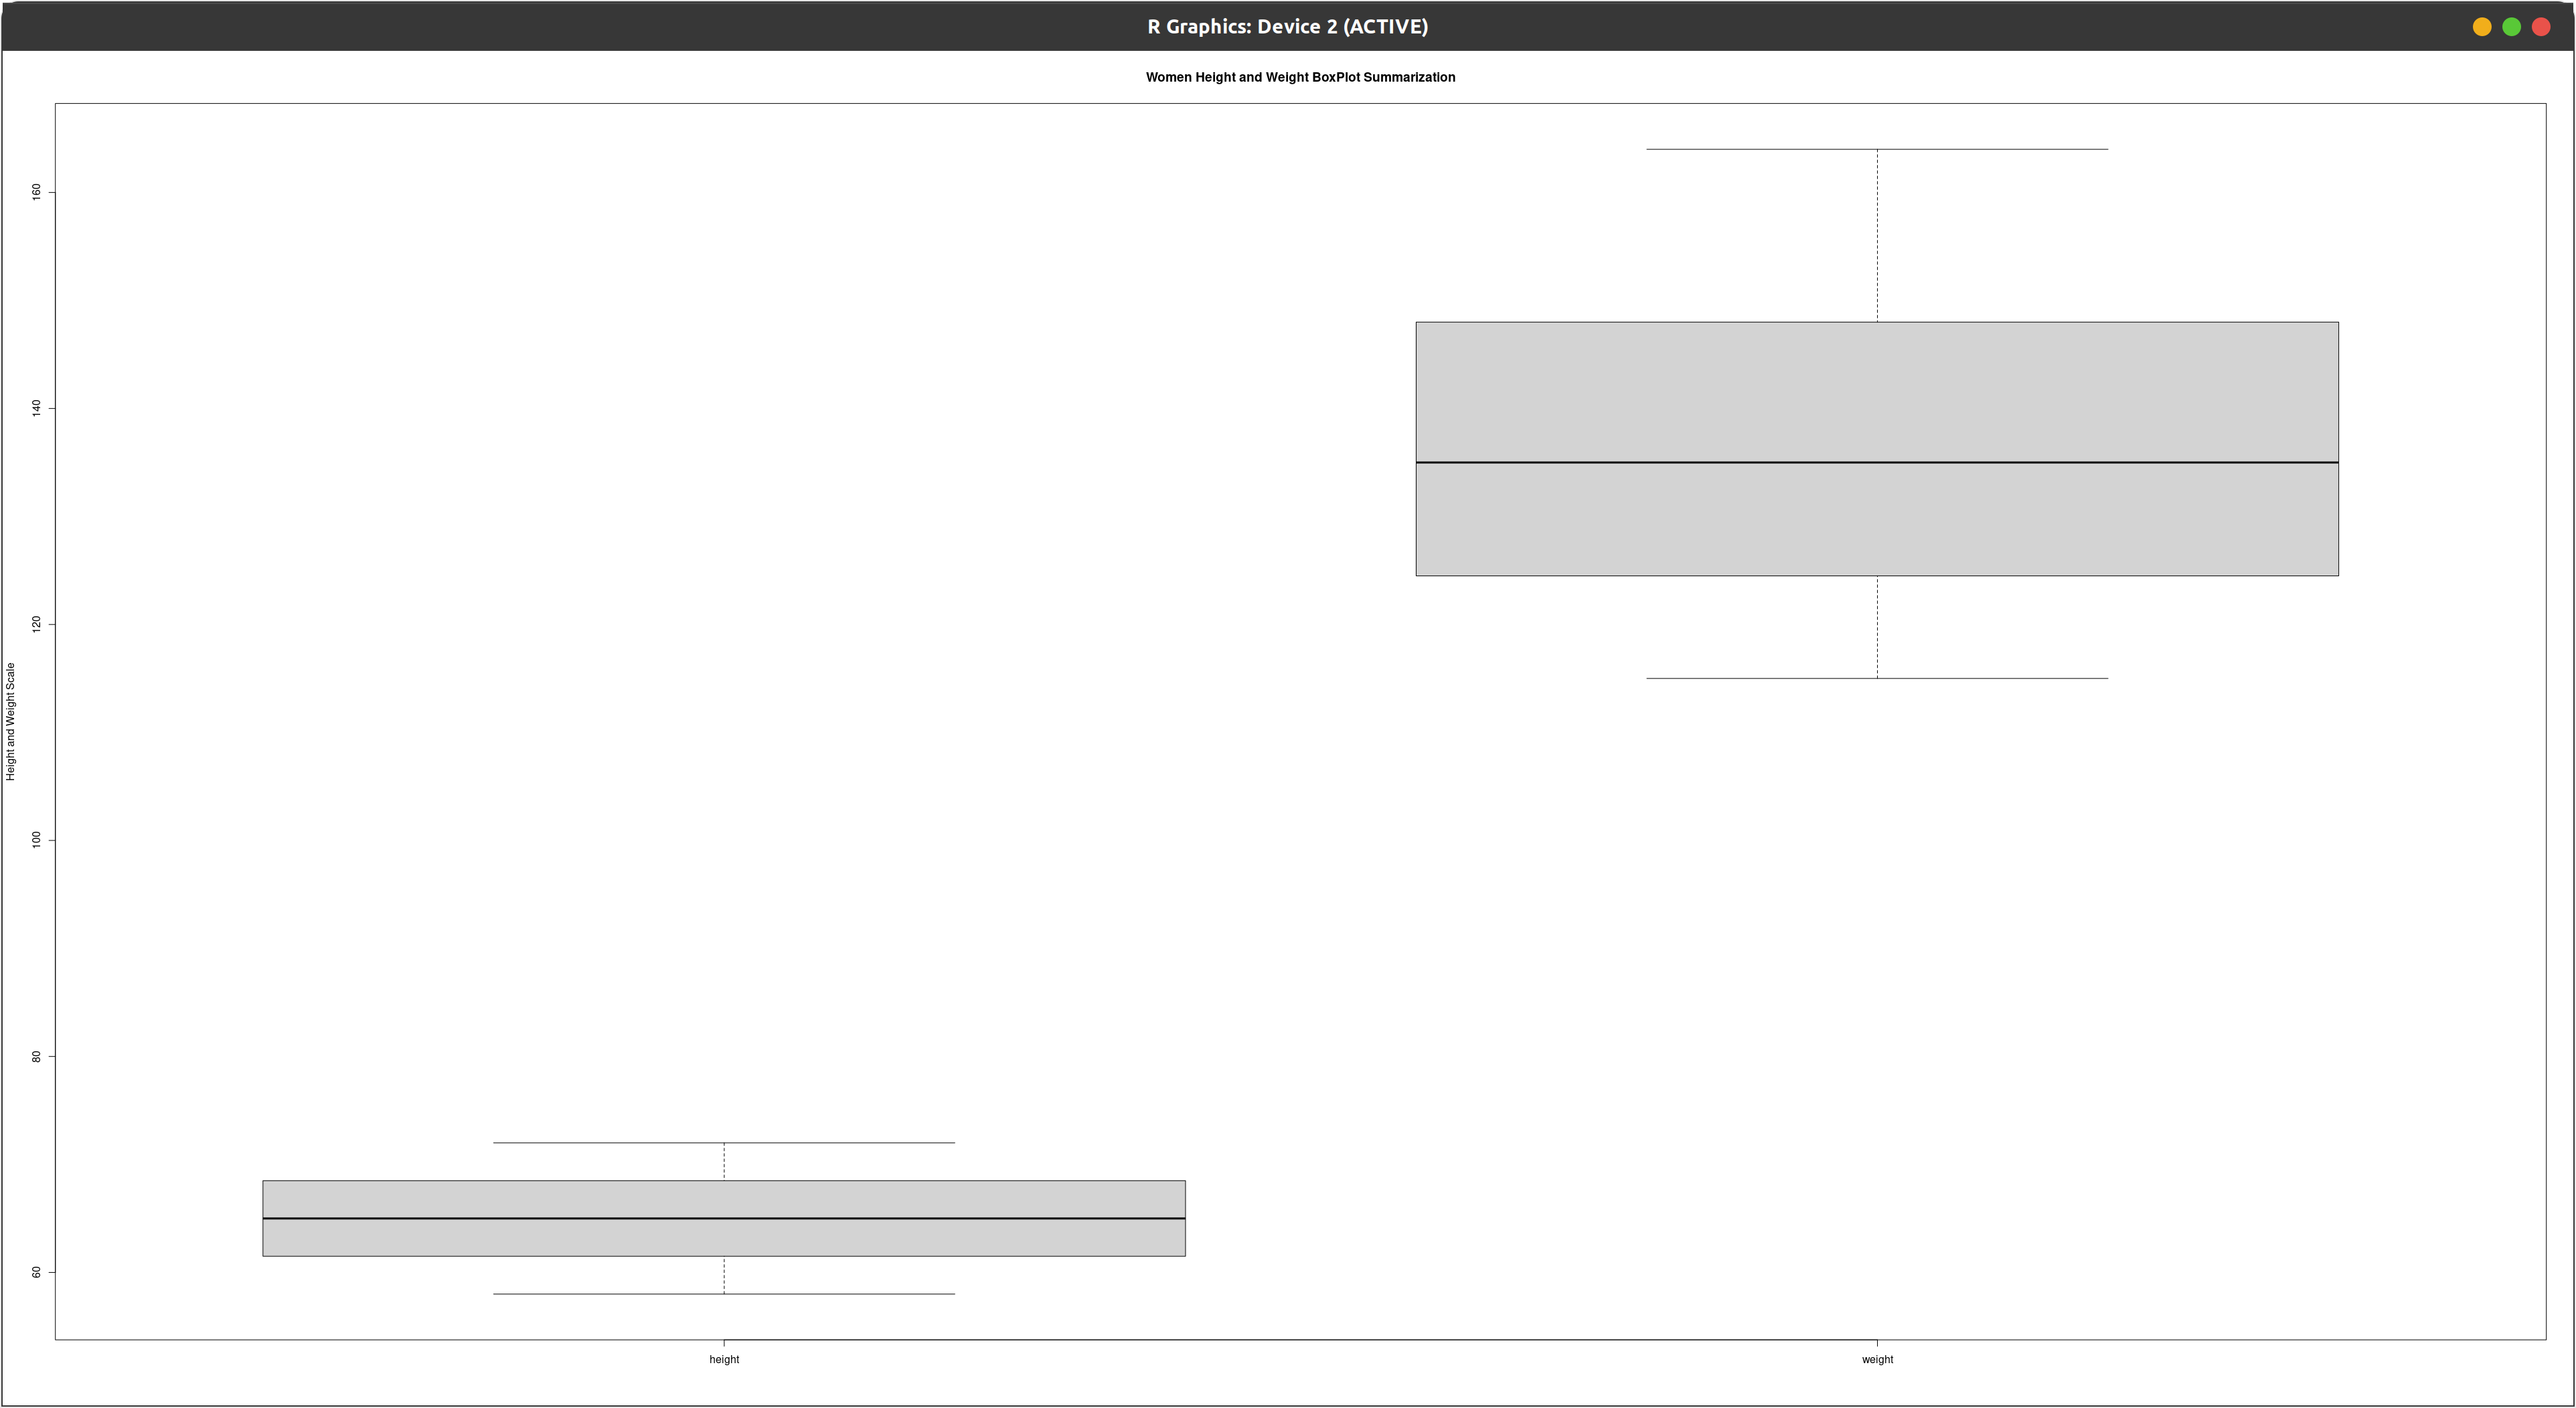 R Graphics: Device 2 (ACTIVE)
Women Height and Weight BoxPlot Summarization
Height and Weight Scale
160
140
120
100
80
60
height
weight